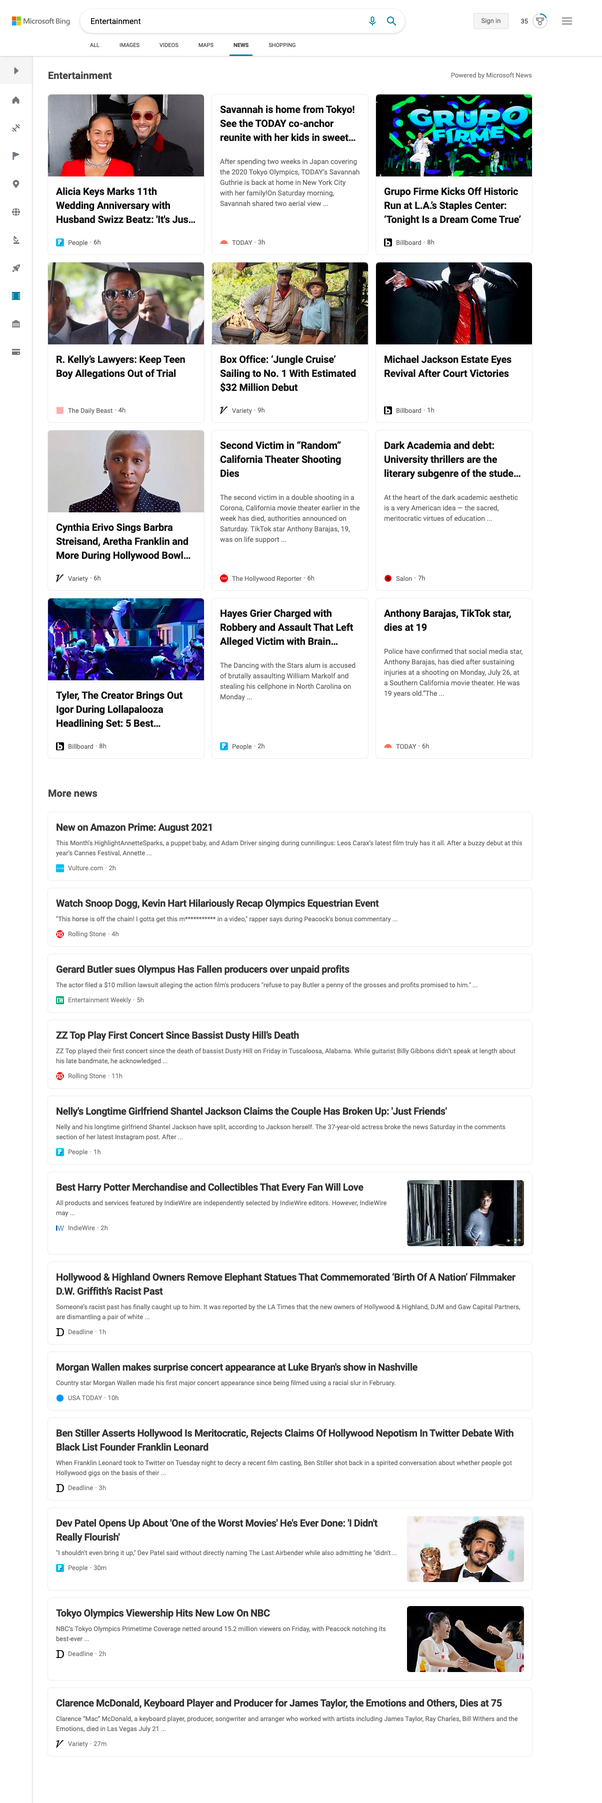 Microsoft Bing
Entertainment
Sign in
35
ALL
IMAGES
VIDEOS
MAPS
NEWS
SHOPPING
Entertainment
Powered by Microsoft News
Alicia Keys Marks 11th
Wedding Anniversary with
Husband Swizz Beatz: 'It's Jus...
People · 6h
Savannah is home from Tokyo!
See the TODAY co-anchor
reunite with her kids in sweet...
After spending two weeks in Japan covering
the 2020 Tokyo Olympics, TODAY's Savannah
Guthrie is back at home in New York City
with her family!On Saturday morning,
Savannah shared two aerial view ...
TODAY · 3h
GRUPO
FIRME
Grupo Firme Kicks Off Historic
Run at L.A.'s Staples Center:
'Tonight Is a Dream Come True'
Billboard · 8h
R. Kelly's Lawyers: Keep Teen
Boy Allegations Out of Trial
The Daily Beast · 4h
Box Office: 'Jungle Cruise'
Sailing to No. 1 With Estimated
$32 Million Debut
Variety · 9h
Michael Jackson Estate Eyes
Revival After Court Victories
Billboard · 1h
Cynthia Erivo Sings Barbra
Streisand, Aretha Franklin and
More During Hollywood Bowl...
Variety · 6h
Second Victim in "Random"
California Theater Shooting
Dies
The second victim in a double shooting in a
Corona, California movie theater earlier in the
week has died, authorities announced on
Saturday. TikTok star Anthony Barajas, 19,
was on life support ...
The Hollywood Reporter · 6h
Dark Academia and debt:
University thrillers are the
literary subgenre of the stude...
At the heart of the dark academic aesthetic
is a very American idea — the sacred,
meritocratic virtues of education ...
Salon · 7h
Tyler, The Creator Brings Out
Igor During Lollapalooza
Headlining Set: 5 Best...
Billboard · 8h
Hayes Grier Charged with
Robbery and Assault That Left
Alleged Victim with Brain...
The Dancing with the Stars alum is accused
of brutally assaulting William Markolf and
stealing his cellphone in North Carolina on
Monday ...
People · 2h
Anthony Barajas, TikTok star,
dies at 19
Police have confirmed that social media star,
Anthony Barajas, has died after sustaining
injuries at a shooting on Monday, July 26, at
a Southern California movie theater. He was
19 years old."The ...
TODAY · 6h
More news
New on Amazon Prime: August 2021
This Month's HighlightAnnetteSparks, a puppet baby, and Adam Driver singing during cunnilingus: Leos Carax's latest film truly has it all. After a buzzy debut at this
year's Cannes Festival, Annette ...
Vulture.com · 2h
Watch Snoop Dogg, Kevin Hart Hilariously Recap Olympics Equestrian Event
"This horse is off the chain! I gotta get this m*********** in a video," rapper says during Peacock's bonus commentary ...
Rolling Stone · 4h
Gerard Butler sues Olympus Has Fallen producers over unpaid profits
The actor filed a $10 million lawsuit alleging the action film's producers "refuse to pay Butler a penny of the grosses and profits promised to him." ...
Entertainment Weekly · 5h
ZZ Top Play First Concert Since Bassist Dusty Hill's Death
ZZ Top played their first concert since the death of bassist Dusty Hill on Friday in Tuscaloosa, Alabama. While guitarist Billy Gibbons didn't speak at length about
his late bandmate, he acknowledged ...
Rolling Stone · 11h
Nelly's Longtime Girlfriend Shantel Jackson Claims the Couple Has Broken Up: 'Just Friends'
Nelly and his longtime girlfriend Shantel Jackson have split, according to Jackson herself. The 37-year-old actress broke the news Saturday in the comments
section of her latest Instagram post. After ...
People · 1h
Best Harry Potter Merchandise and Collectibles That Every Fan Will Love
All products and services featured by IndieWire are independently selected by IndieWire editors. However, IndieWire
may ...
IndieWire · 2h
Hollywood & Highland Owners Remove Elephant Statues That Commemorated 'Birth Of A Nation' Filmmaker
D.W. Griffith's Racist Past
Someone's racist past has finally caught up to him. It was reported by the LA Times that the new owners of Hollywood & Highland, DJM and Gaw Capital Partners,
are dismantling a pair of white ...
Deadline · 1h
Morgan Wallen makes surprise concert appearance at Luke Bryan's show in Nashville
Country star Morgan Wallen made his first major concert appearance since being filmed using a racial slur in February.
USA TODAY · 10h
Ben Stiller Asserts Hollywood Is Meritocratic, Rejects Claims Of Hollywood Nepotism In Twitter Debate With
Black List Founder Franklin Leonard
When Franklin Leonard took to Twitter on Tuesday night to decry a recent film casting, Ben Stiller shot back in a spirited conversation about whether people got
Hollywood gigs on the basis of their ...
Deadline · 3h
Dev Patel Opens Up About 'One of the Worst Movies' He's Ever Done: 'I Didn't
Really Flourish'
"I shouldn't even bring it up," Dev Patel said without directly naming The Last Airbender while also admitting he "didn't ...
People · 30m
Tokyo Olympics Viewership Hits New Low On NBC
NBC's Tokyo Olympics Primetime Coverage netted around 15.2 million viewers on Friday, with Peacock notching its
best-ever ...
Deadline · 2h
Clarence McDonald, Keyboard Player and Producer for James Taylor, the Emotions and Others, Dies at 75
Clarence "Mac" McDonald, a keyboard player, producer, songwriter and arranger who worked with artists including James Taylor, Ray Charles, Bill Withers and the
Emotions, died in Las Vegas July 21 ...
Variety · 27m